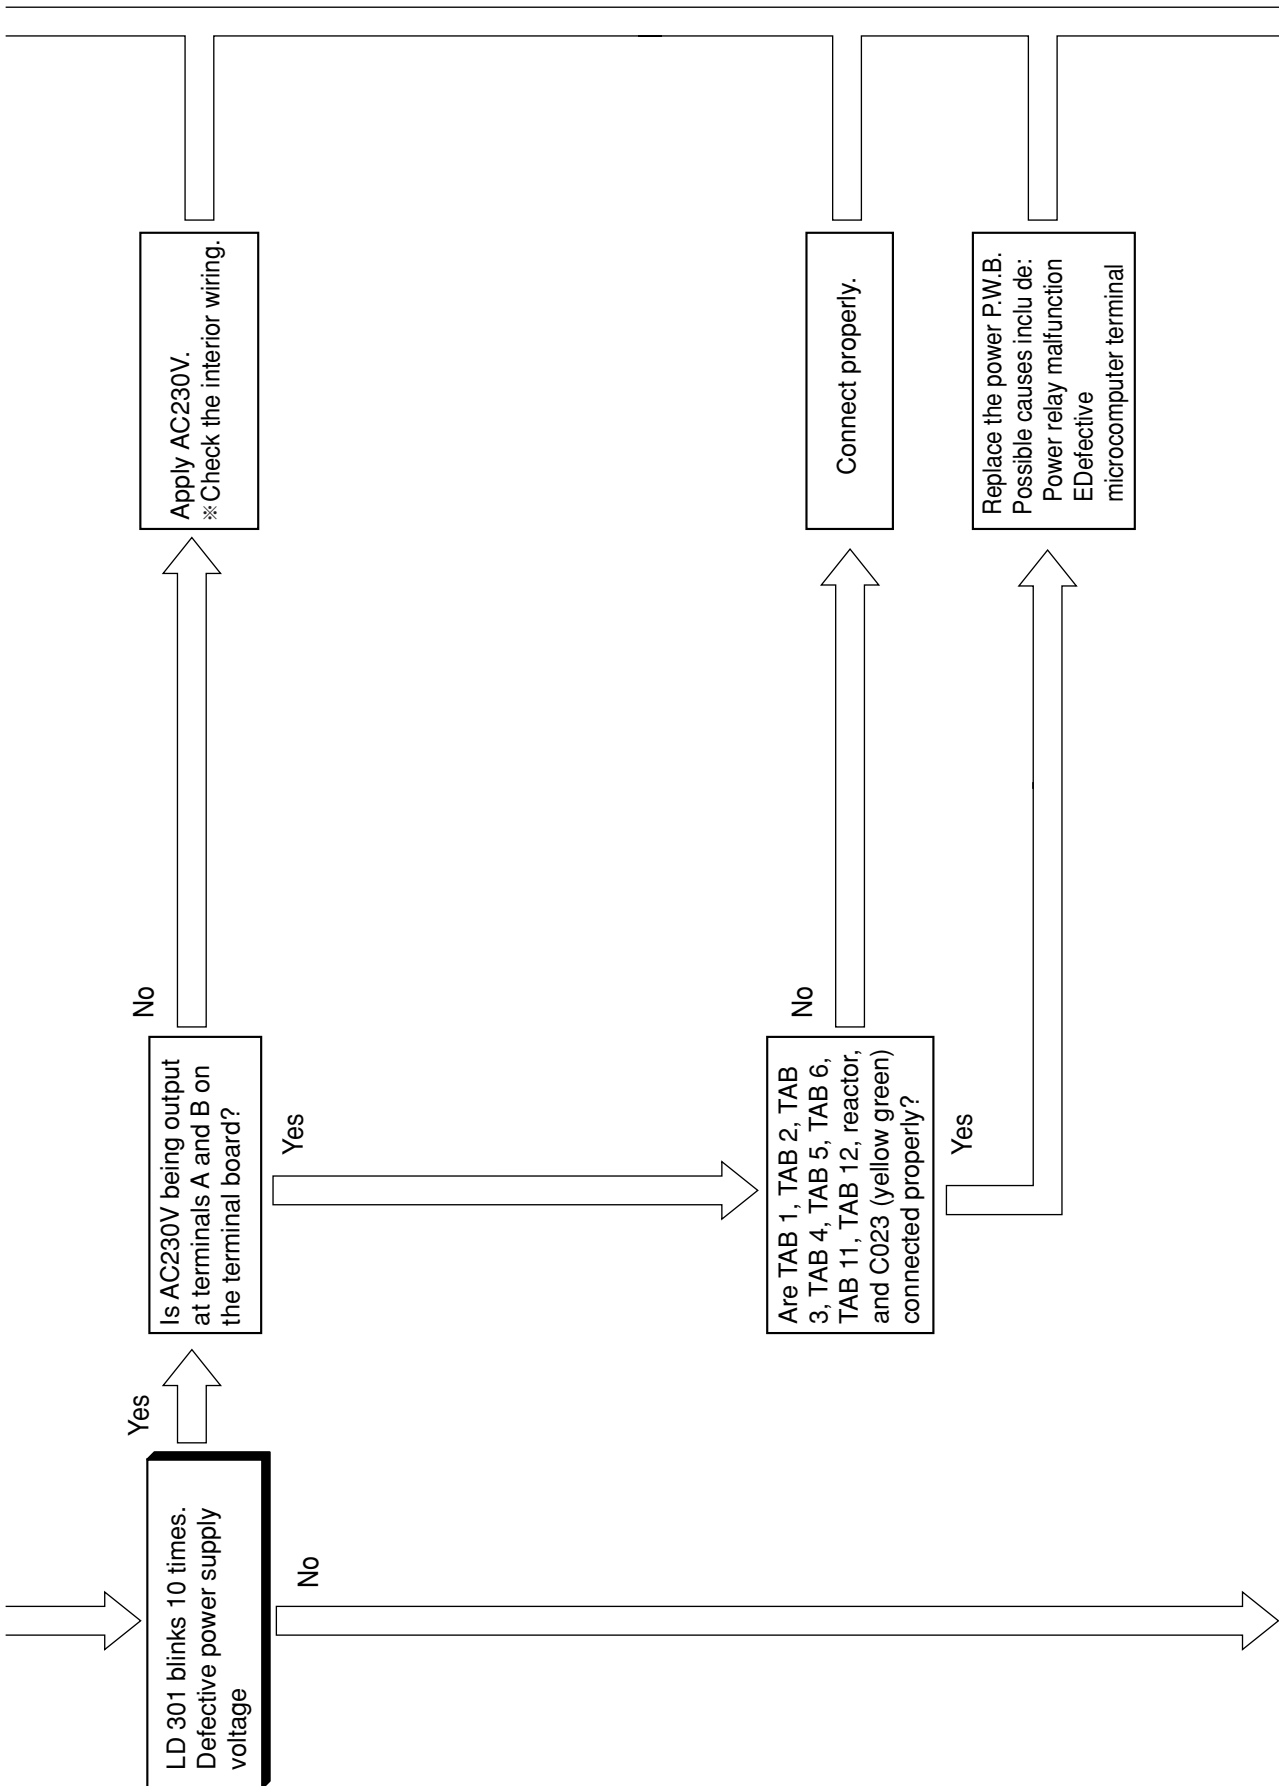 LD 301 blinks 10 times.
Defective power supply
voltage
Yes
No
Is AC230V being output
at terminals A and B on
the terminal board?
No
Yes
Apply AC230V.
※Check the interior wiring.
Are TAB 1, TAB 2, TAB
3, TAB 4, TAB 5, TAB 6,
TAB 11, TAB 12, reactor,
and C023 (yellow green)
connected properly?
No
Yes
Connect properly.
Replace the power P.W.B.
Possible causes inclu de:
Power relay malfunction
EDefective
microcomputer terminal